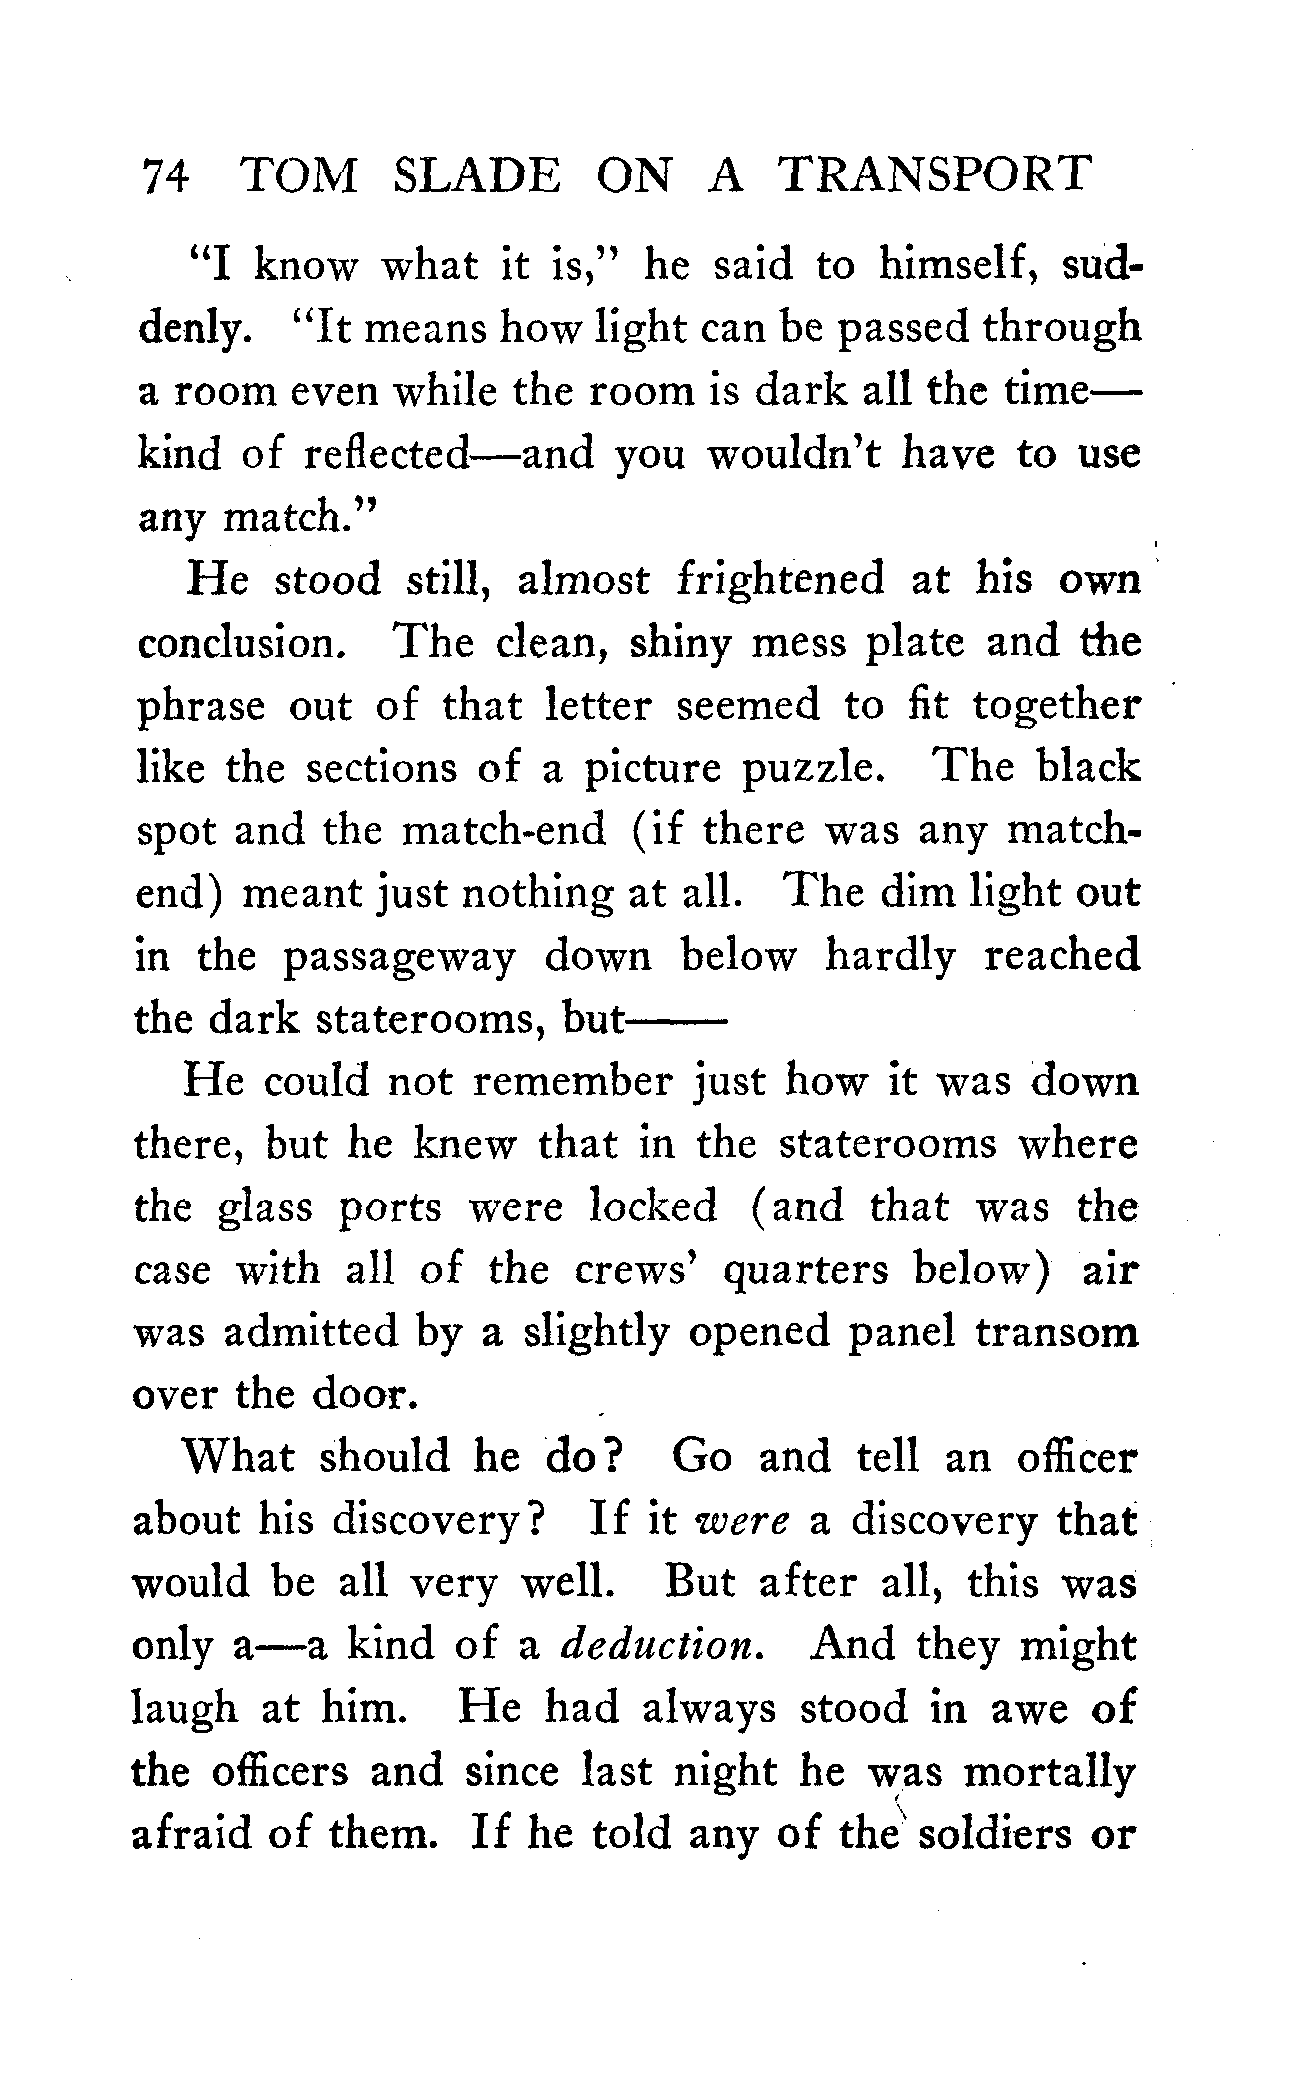 74 TOM SLADE ON A TRANSPORT
"I know what it is," he said to himself, sud-
denly. "It means how light can be passed through
a room even while the room is dark all the time—
kind of reflected—and you wouldn't have to use
any match."
He stood still, almost frightened at his own
conclusion. The clean, shiny mess plate and the
phrase out of that letter seemed to fit together
like the sections of a picture puzzle. The black
spot and the match-end (if there was any match-
end) meant just nothing at all. The dim light out
in the passageway down below hardly reached
the dark staterooms, but——
He could not remember just how it was down
there, but he knew that in the staterooms where
the glass ports were locked (and that was the
case with all of the crews' quarters below) air
was admitted by a slightly opened panel transom
over the door.
What should he do? Go and tell an officer
about his discovery? If it were a discovery that
would be all very well. But after all, this was
only a—a kind of a deduction. And they might
laugh at him. He had always stood in awe of
the officers and since last night he was mortally
afraid of them. If he told any of the soldiers or